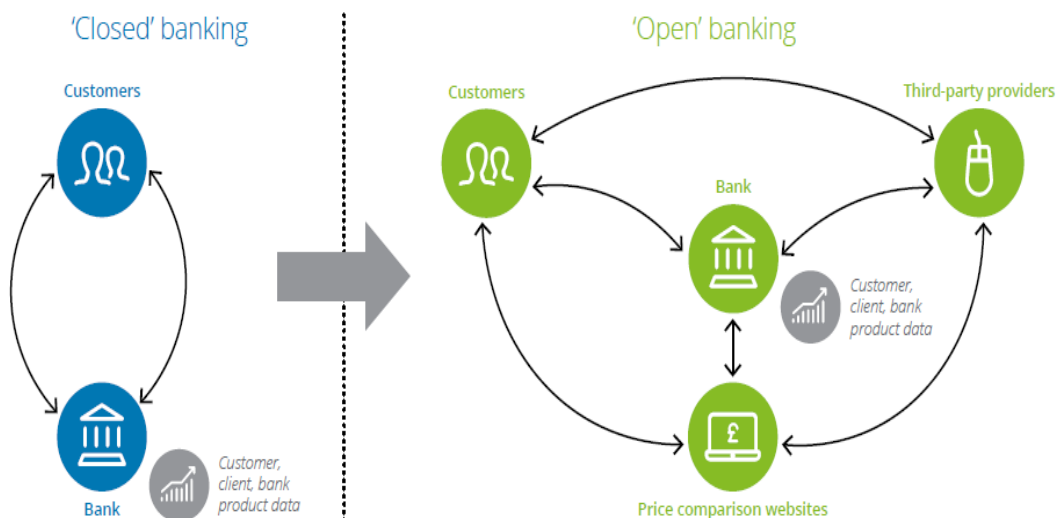 'Closed' banking
Customers
Bank
Customer,
client, bank
product data
'Open' banking
Customers
Third-party providers
Bank
Customer,
client, bank
product data
£
Price comparison websites